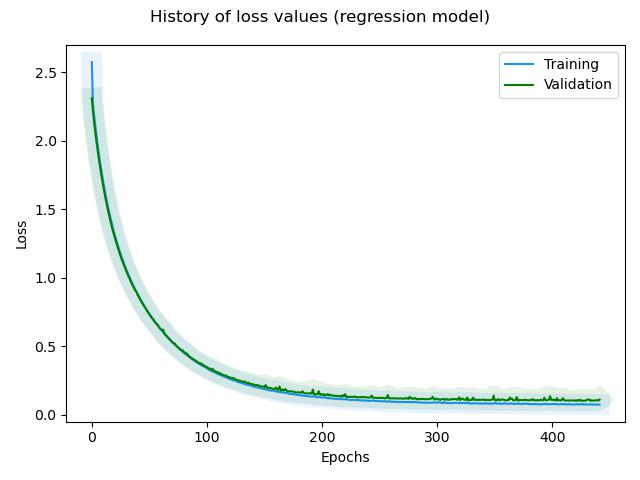 History of loss values (regression model)
Training
Validation
2.5
2.0
1.5
1.0
0.5
0.0
Loss
0 100 200 300 400
Epochs